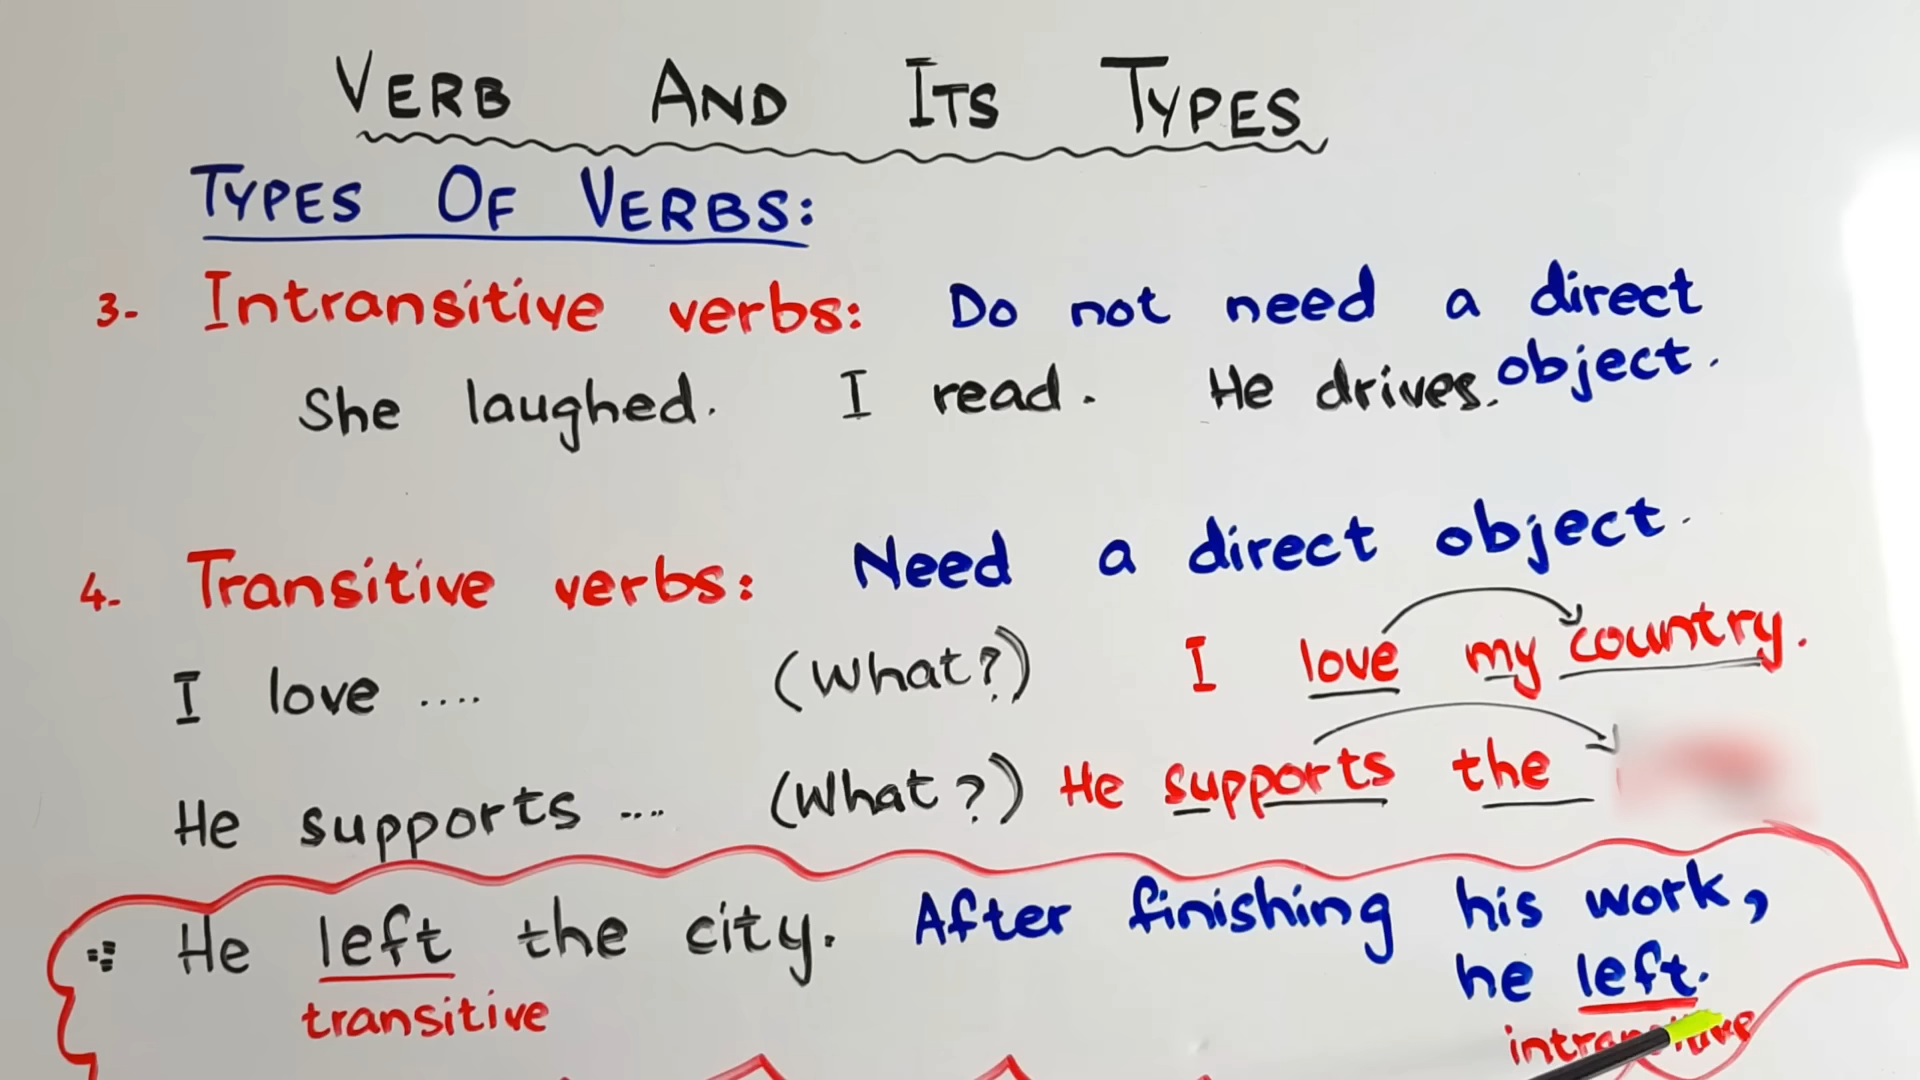 VERB AND ITS TYPES
TYPES OF VERBS:
3- Intransitive verbs: Do not need a direct
object.
She laughed. I read. He drives.
4- Transitive verbs: Need a direct object.
I love .... (What?) I love my country.
He supports .... (What?) He supports the
He left the city. After finishing his work,
he left.
transitive